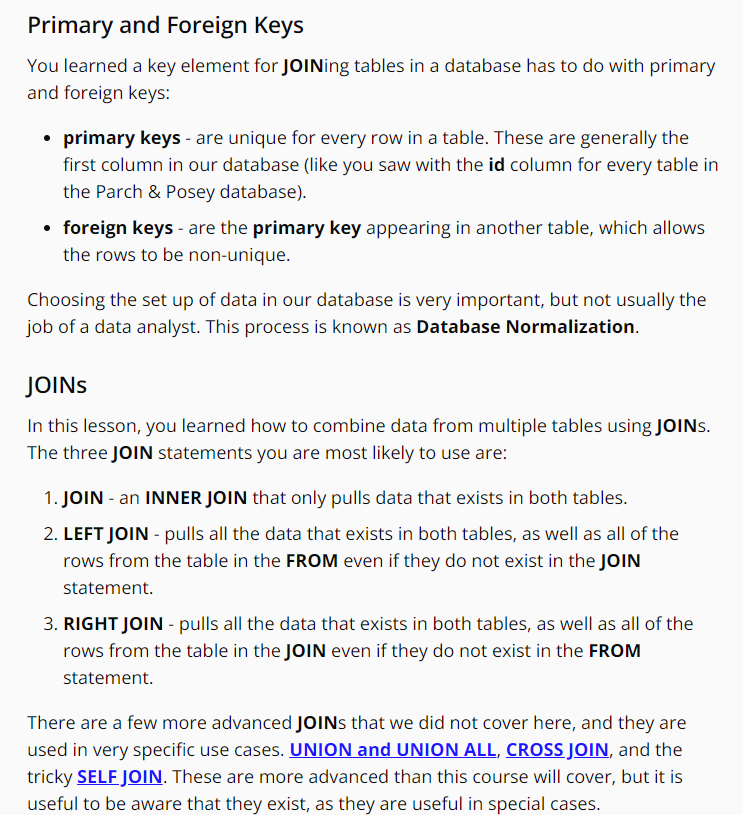 Primary and Foreign Keys
You learned a key element for JOINing tables in a database has to do with primary
and foreign keys:
• primary keys - are unique for every row in a table. These are generally the
first column in our database (like you saw with the id column for every table in
the Parch & Posey database).
• foreign keys - are the primary key appearing in another table, which allows
the rows to be non-unique.
Choosing the set up of data in our database is very important, but not usually the
job of a data analyst. This process is known as Database Normalization.
JOINs
In this lesson, you learned how to combine data from multiple tables using JOINs.
The three JOIN statements you are most likely to use are:
1. JOIN - an INNER JOIN that only pulls data that exists in both tables.
2. LEFT JOIN - pulls all the data that exists in both tables, as well as all of the
rows from the table in the FROM even if they do not exist in the JOIN
statement.
3. RIGHT JOIN - pulls all the data that exists in both tables, as well as all of the
rows from the table in the JOIN even if they do not exist in the FROM
statement.
There are a few more advanced JOINs that we did not cover here, and they are
used in very specific use cases. UNION and UNION ALL, CROSS JOIN, and the
tricky SELF JOIN. These are more advanced than this course will cover, but it is
useful to be aware that they exist, as they are useful in special cases.